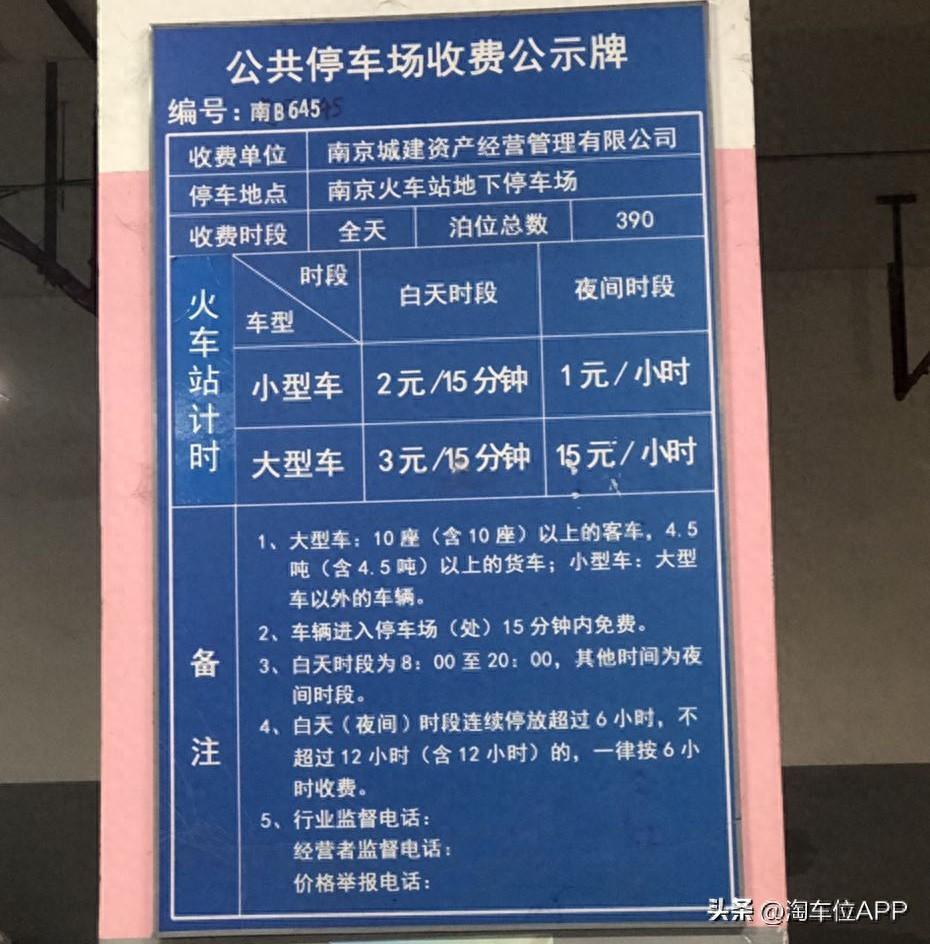 公共停车场收费公示牌
编号：南B645
收费单位 南京城建资产经营管理有限公司
停车地点 南京火车站地下停车场
收费时段 全天 泊位总数 390
火车站计时
时段
车型
白天时段 夜间时段
小型车 2元/15分钟 1元/小时
大型车 3元/15分钟 15元/小时
备注
1、大型车：10座（含10座）以上的客车，4.5
吨（含4.5吨）以上的货车；小型车：大型
车以外的车辆。
2、车辆进入停车场（处）15分钟内免费。
3、白天时段为8：00至20：00，其他时间为夜
间时段。
4、白天（夜间）时段连续停放超过6小时，不
超过12小时（含12小时）的，一律按6小
时收费。
5、行业监督电话：
经营者监督电话：
价格举报电话：
头条 @淘车位APP